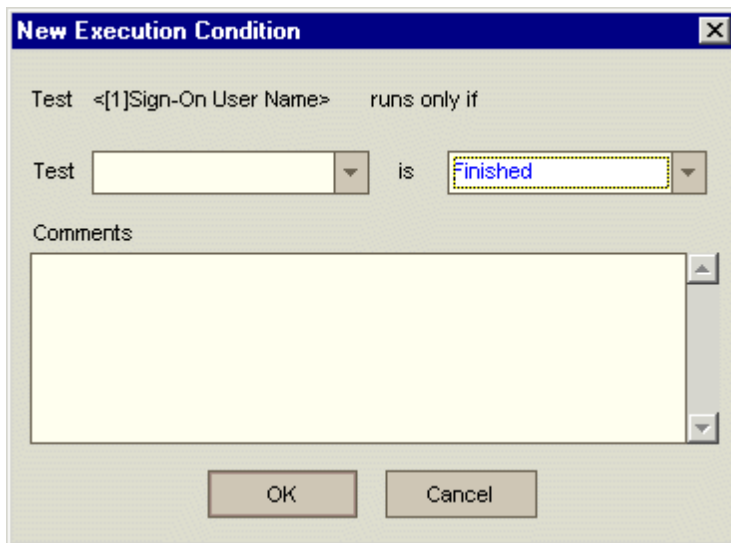 New Execution Condition
Test <[1]Sign-On User Name> runs only if
Test is Finished
Comments
OK Cancel